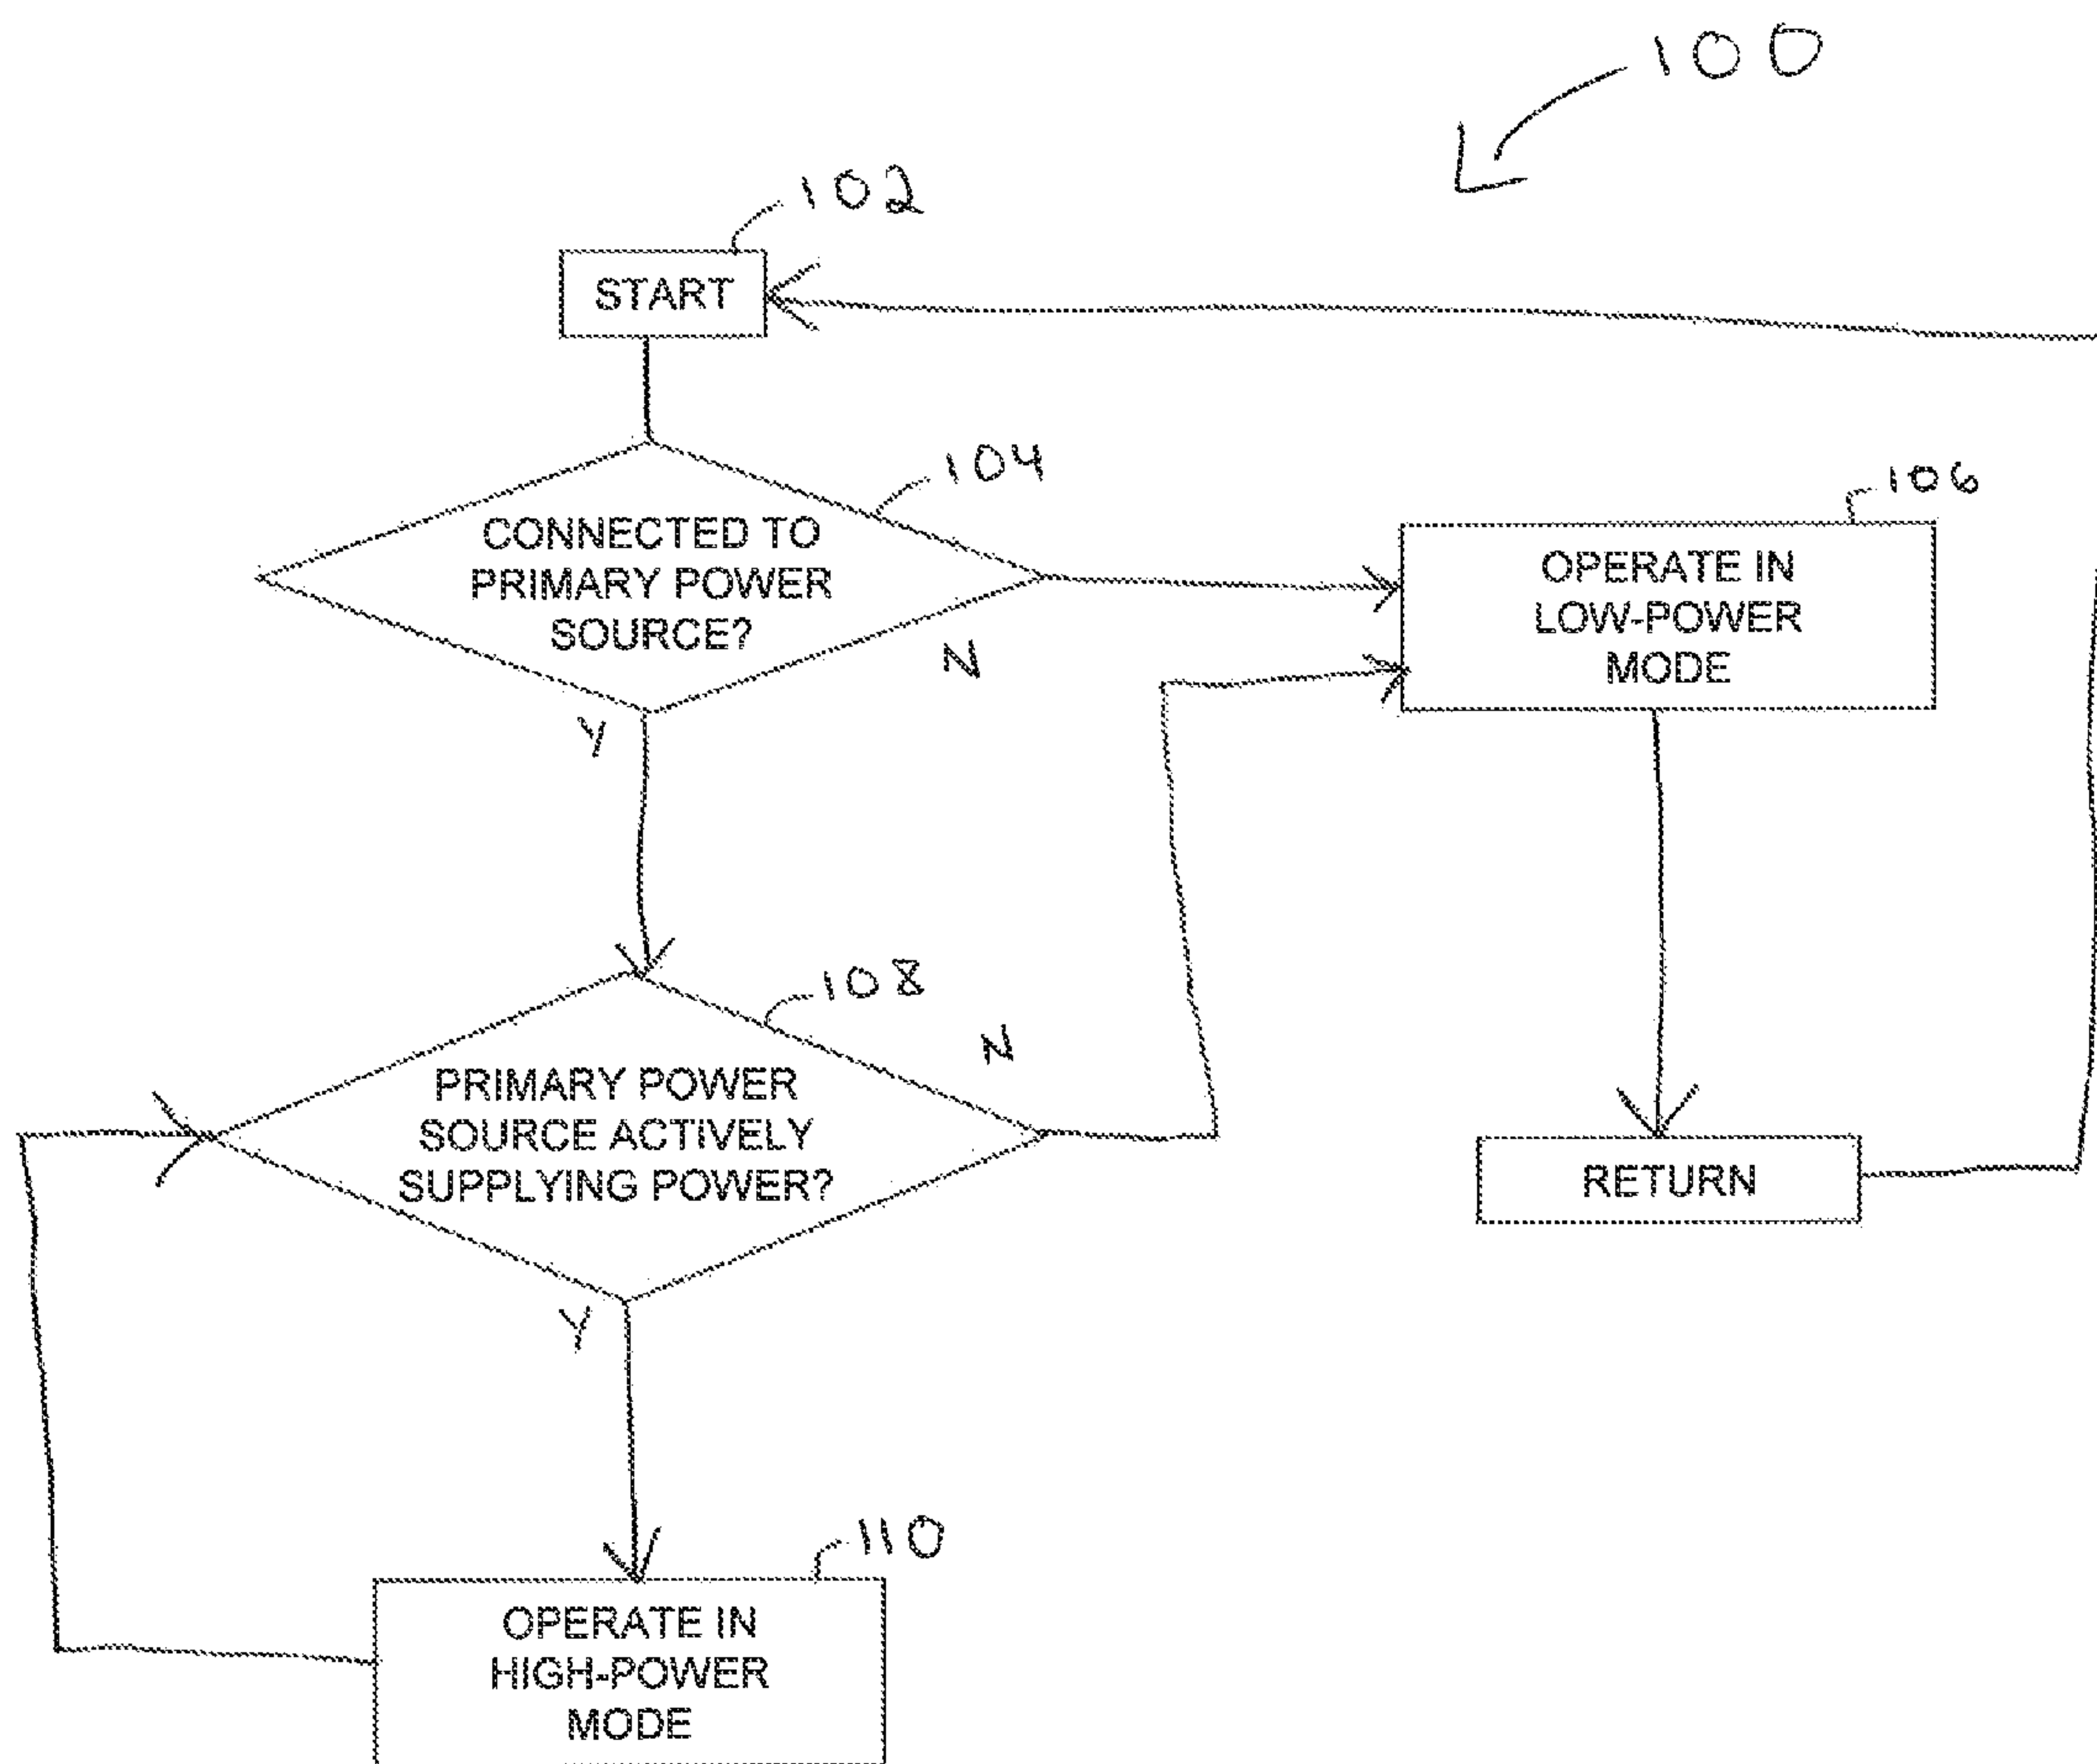 100
102
START
104
CONNECTED TO
PRIMARY POWER
SOURCE?
N
Y
106
OPERATE IN
LOW-POWER
MODE
108
N
PRIMARY POWER
SOURCE ACTIVELY
SUPPLYING POWER?
Y
RETURN
110
OPERATE IN
HIGH-POWER
MODE